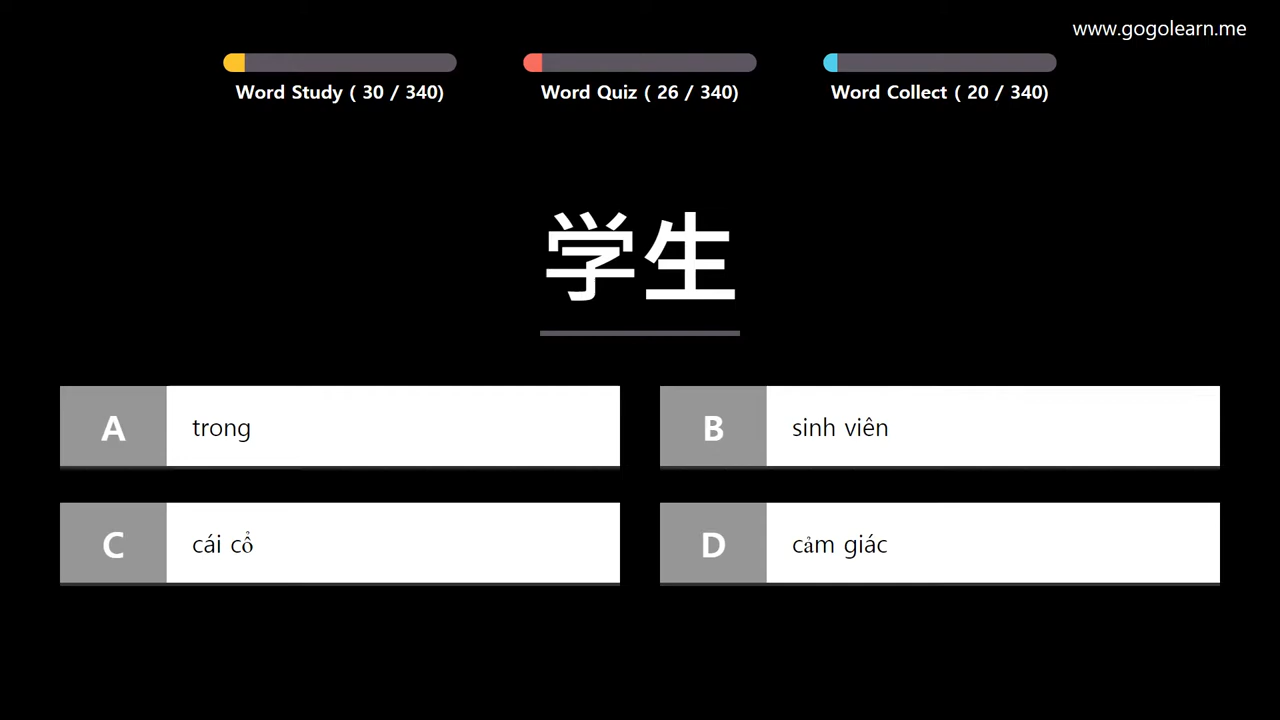 www.gogolearn.me
Word Study ( 30 / 340)
Word Quiz ( 26 / 340)
Word Collect ( 20 / 340)
学生
A trong
B sinh viên
C cái cổ
D cảm giác